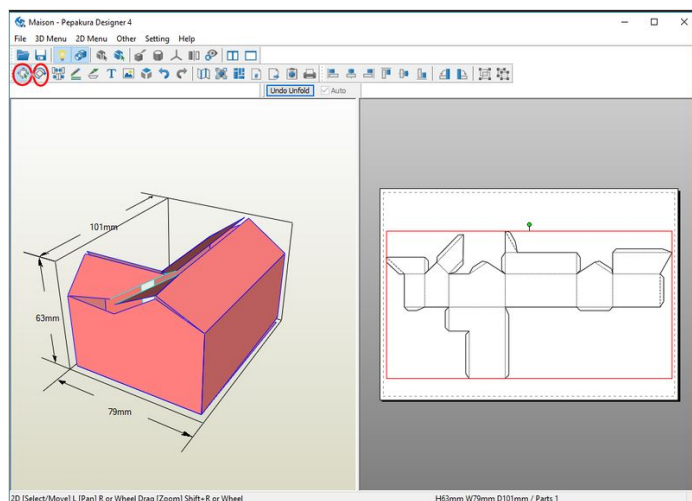 Maison - Pepakura Designer 4
File 3D Menu 2D Menu Other Setting Help
T
Undo Unfold Auto
101mm
63mm
79mm
2D [Select/Move] L [Pan] R or Wheel Drag [Zoom] Shift+R or Wheel H63mm W79mm D101mm / Parts 1